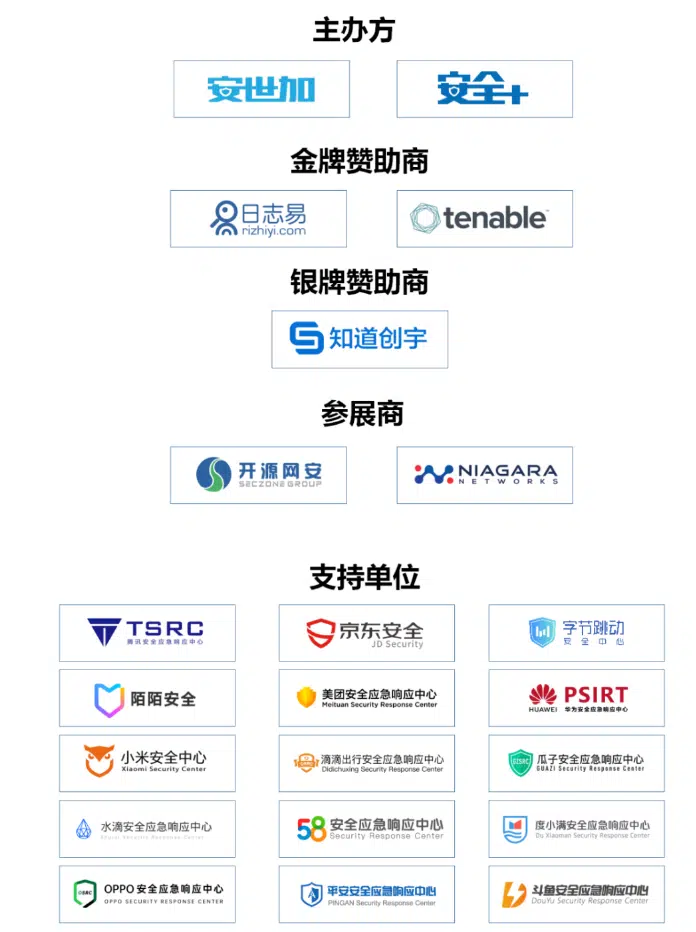 主办方
安世加
安全+
金牌赞助商
日志易
rizhiyi.com
tenable
银牌赞助商
知道创宇
参展商
开源网安
SECZONE GROUP
NIAGARA
NETWORKS
支持单位
TSRC
腾讯安全应急响应中心
京东安全
JD Security
字节跳动
安全中心
陌陌安全
美团安全应急响应中心
Meituan Security Response Center
HUAWEI
PSIRT
华为安全应急响应中心
小米安全中心
Xiaomi Security Center
滴滴出行安全应急响应中心
Didichuxing Security Response Center
GZSRC
瓜子安全应急响应中心
GUAZI Security Response Center
水滴安全应急响应中心
Security Response Center
58
安全应急响应中心
Security Response Center
度小满安全应急响应中心
Du Xiaoman Security Response Center
OSRC
OPPO 安全应急响应中心
OPPO SECURITY RESPONSE CENTER
平安安全应急响应中心
PINGAN Security Response Center
斗鱼安全应急响应中心
DouYu Security Response Center